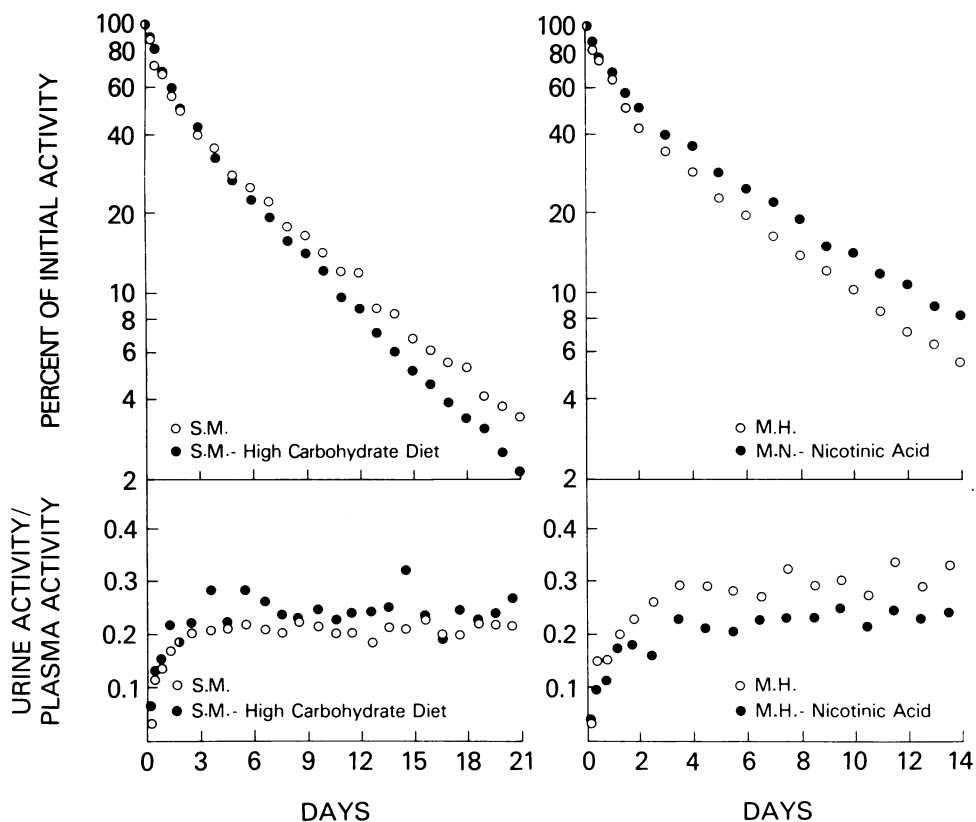 PERCENT OF INITIAL ACTIVITY
100
80
60
40
20
10
8
6
4
2
S.M.
S.M.- High Carbohydrate Diet
100
80
60
40
20
10
8
6
4
2
M.H.
M.N.- Nicotinic Acid
URINE ACTIVITY/
PLASMA ACTIVITY
0.4
0.3
0.2
0.1
S.M.
S.M.- High Carbohydrate Diet
0 3 6 9 12 15 18 21
DAYS
0.4
0.3
0.2
0.1
M.H.
M.H.- Nicotinic Acid
0 2 4 6 8 10 12 14
DAYS